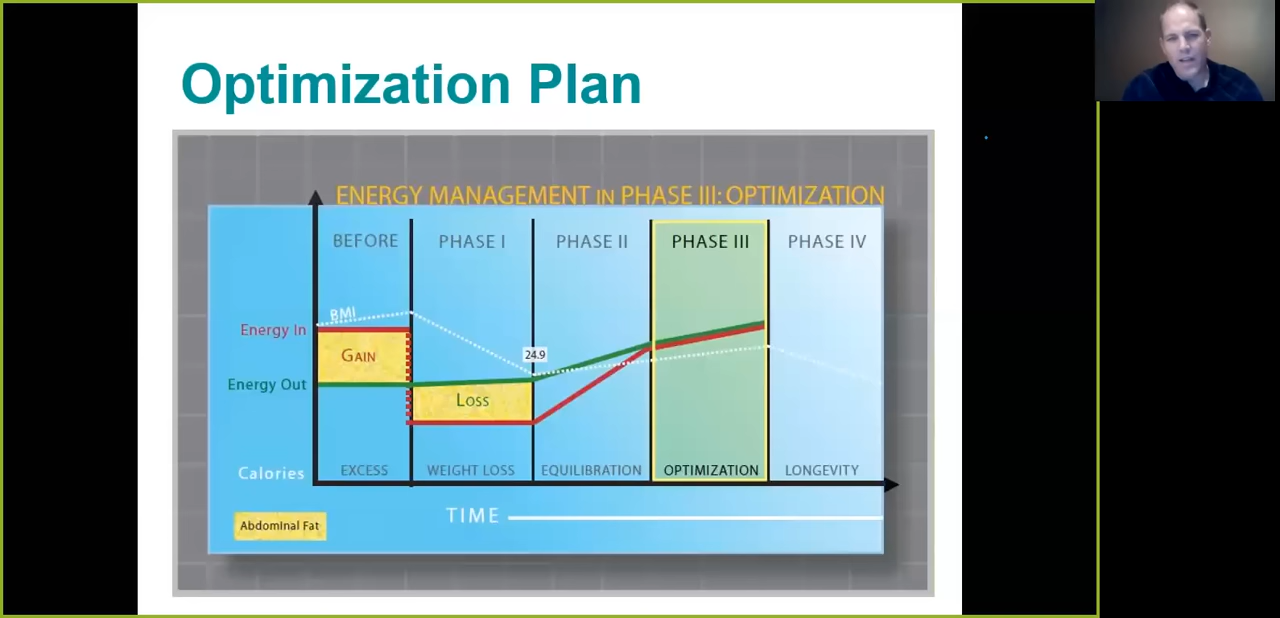 Optimization Plan
ENERGY MANAGEMENT IN PHASE III: OPTIMIZATION
BEFORE
PHASE I
PHASE II
PHASE III
PHASE IV
BMI
Energy In
GAIN
24.9
Energy Out
LOSS
Calories
EXCESS
WEIGHT LOSS
EQUILIBRATION
OPTIMIZATION
LONGEVITY
TIME
Abdominal Fat